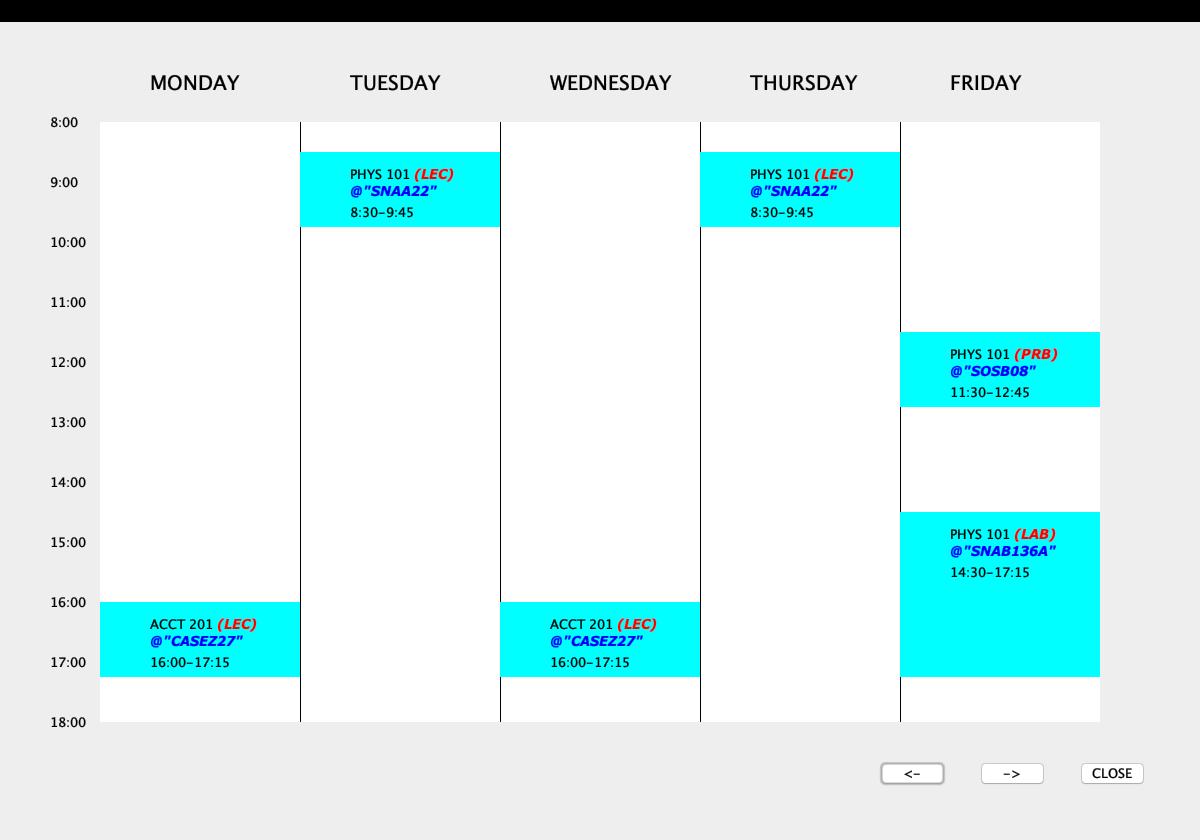 MONDAY TUESDAY WEDNESDAY THURSDAY FRIDAY
8:00
PHYS 101 (LEC)
@"SNAA22"
8:30-9:45
PHYS 101 (LEC)
@"SNAA22"
8:30-9:45
9:00
10:00
11:00
PHYS 101 (PRB)
@"SOSB08"
11:30-12:45
12:00
13:00
14:00
PHYS 101 (LAB)
@"SNAB136A"
14:30-17:15
15:00
16:00
ACCT 201 (LEC)
@"CASEZ27"
16:00-17:15
ACCT 201 (LEC)
@"CASEZ27"
16:00-17:15
17:00
18:00
<- -> CLOSE